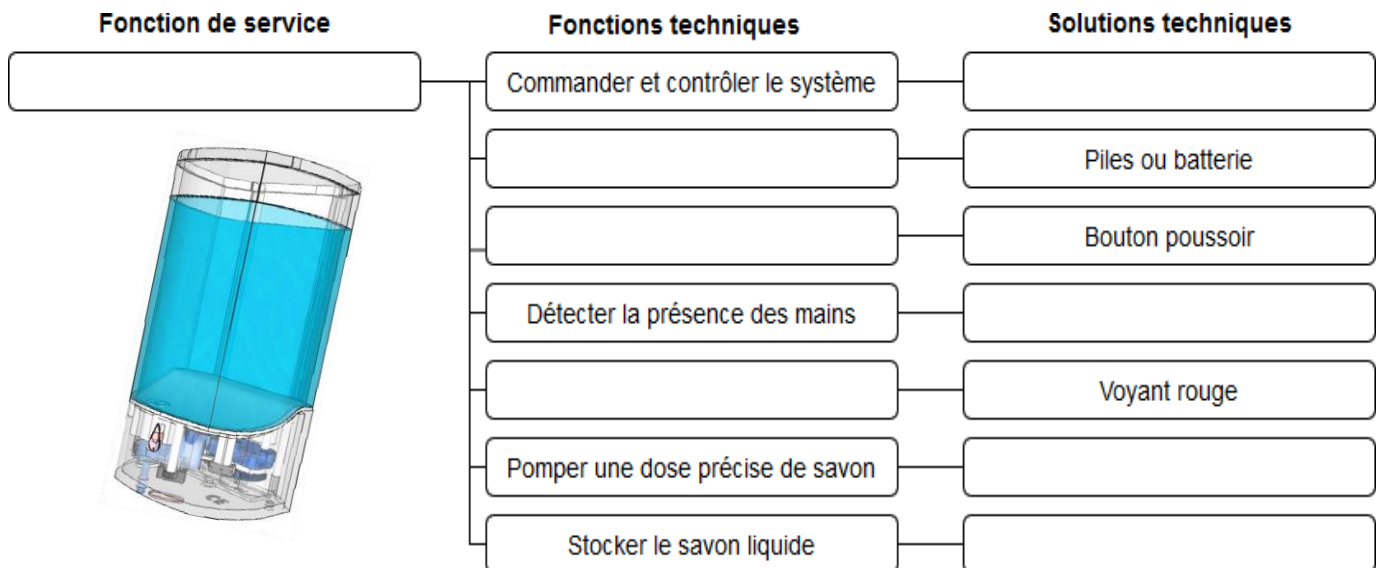 Fonction de service
Fonctions techniques
Solutions techniques
Commander et contrôler le système
Piles ou batterie
Bouton poussoir
Détecter la présence des mains
Voyant rouge
Pomper une dose précise de savon
Stocker le savon liquide
CE